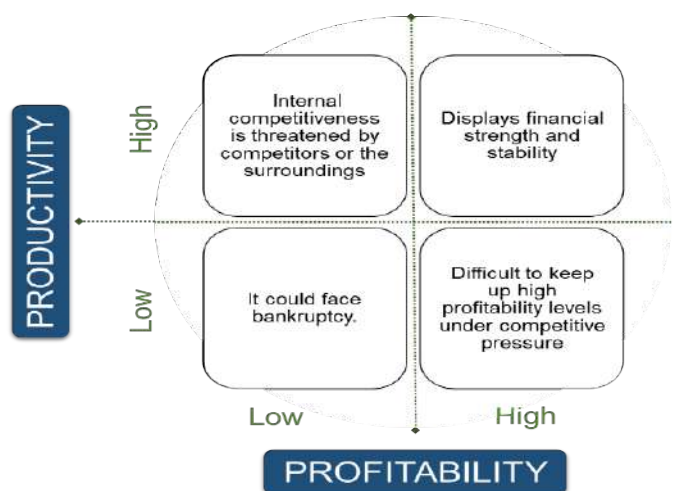 PRODUCTIVITY
High
Internal
competitiveness
is threatened by
competitors or the
surroundings
Displays financial
strength and
stability
Low
It could face
bankruptcy.
Difficult to keep
up high
profitability levels
under competitive
pressure
Low
High
PROFITABILITY